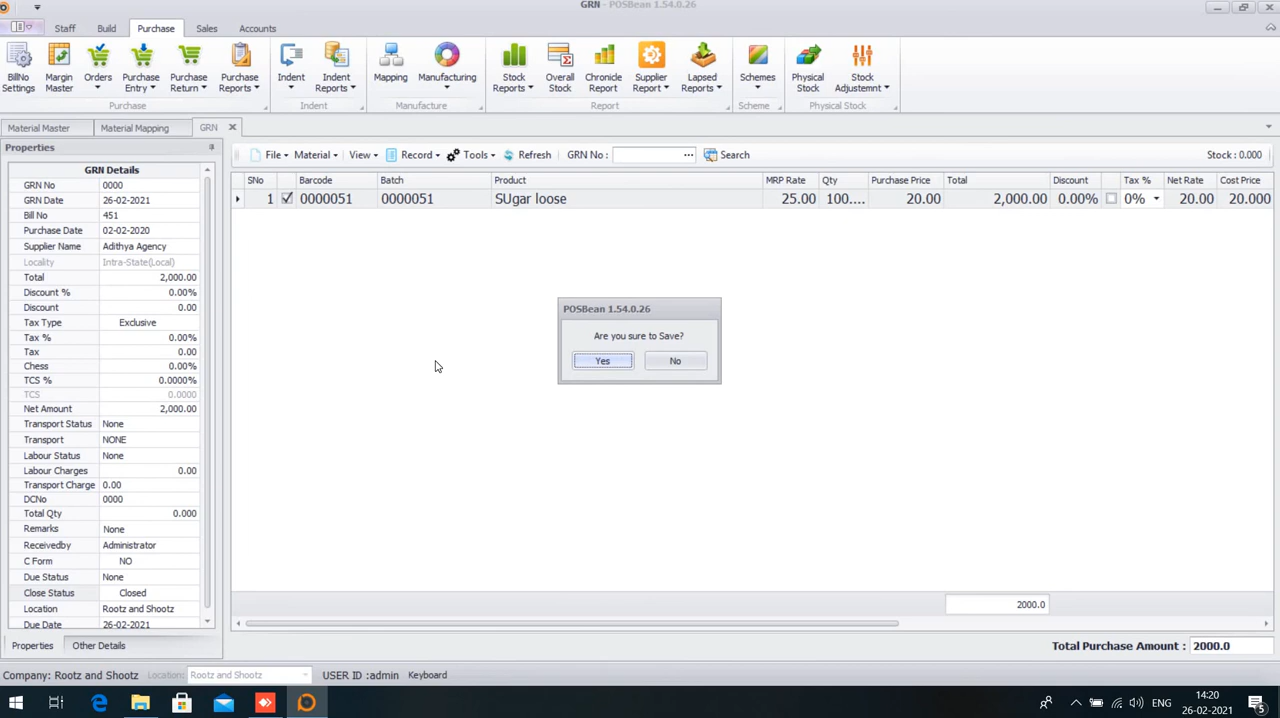 GRN - POSBean 1.54.0.26
Staff Build Purchase Sales Accounts
BillNo Settings
Margin Master
Orders
Purchase Entry
Purchase Return
Purchase Reports
Indent
Indent Reports
Mapping
Manufacturing
Stock Reports
Overall Stock
Chronicle Report
Supplier Report
Lapsed Reports
Schemes
Physical Stock
Stock Adjustemnt
Purchase Indent Manufacture Report Scheme Physical Stock
Material Master Material Mapping GRN
Properties
GRN Details
GRN No 0000
GRN Date 26-02-2021
Bill No 451
Purchase Date 02-02-2020
Supplier Name Adithya Agency
Locality Intra-State(Local)
Total 2,000.00
Discount % 0.00%
Discount 0.00
Tax Type Exclusive
Tax % 0.00%
Tax 0.00
Chess 0.00%
TCS % 0.0000%
TCS 0.0000
Net Amount 2,000.00
Transport Status None
Transport NONE
Labour Status None
Labour Charges 0.00
Transport Charge 0.00
DCNo 0000
Total Qty 0.000
Remarks None
Receivedby Administrator
C Form NO
Due Status None
Close Status Closed
Location Rootz and Shootz
Due Date 26-02-2021
Properties Other Details
File Material View Record Tools Refresh GRN No : ... Search Stock : 0.000
SNo Barcode Batch Product MRP Rate Qty Purchase Price Total Discount Tax % Net Rate Cost Price
1 0000051 0000051 SUgar loose 25.00 100.... 20.00 2,000.00 0.00% 0% 20.00 20.000
POSBean 1.54.0.26
Are you sure to Save?
Yes No
2000.0
Total Purchase Amount : 2000.0
Company: Rootz and Shootz Location: Rootz and Shootz USER ID :admin Keyboard
ENG 14:20 26-02-2021 5